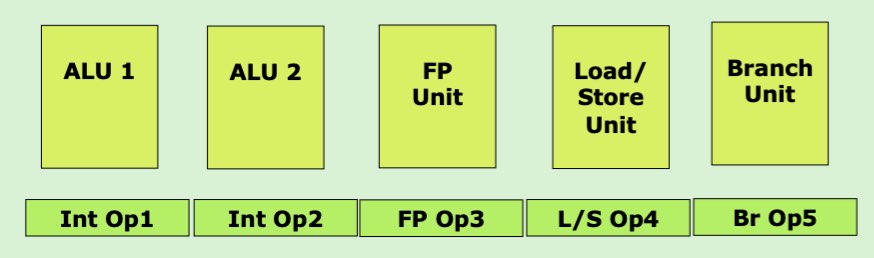 ALU 1
ALU 2
FP
Unit
Load/
Store
Unit
Branch
Unit
Int Op1
Int Op2
FP Op3
L/S Op4
Br Op5